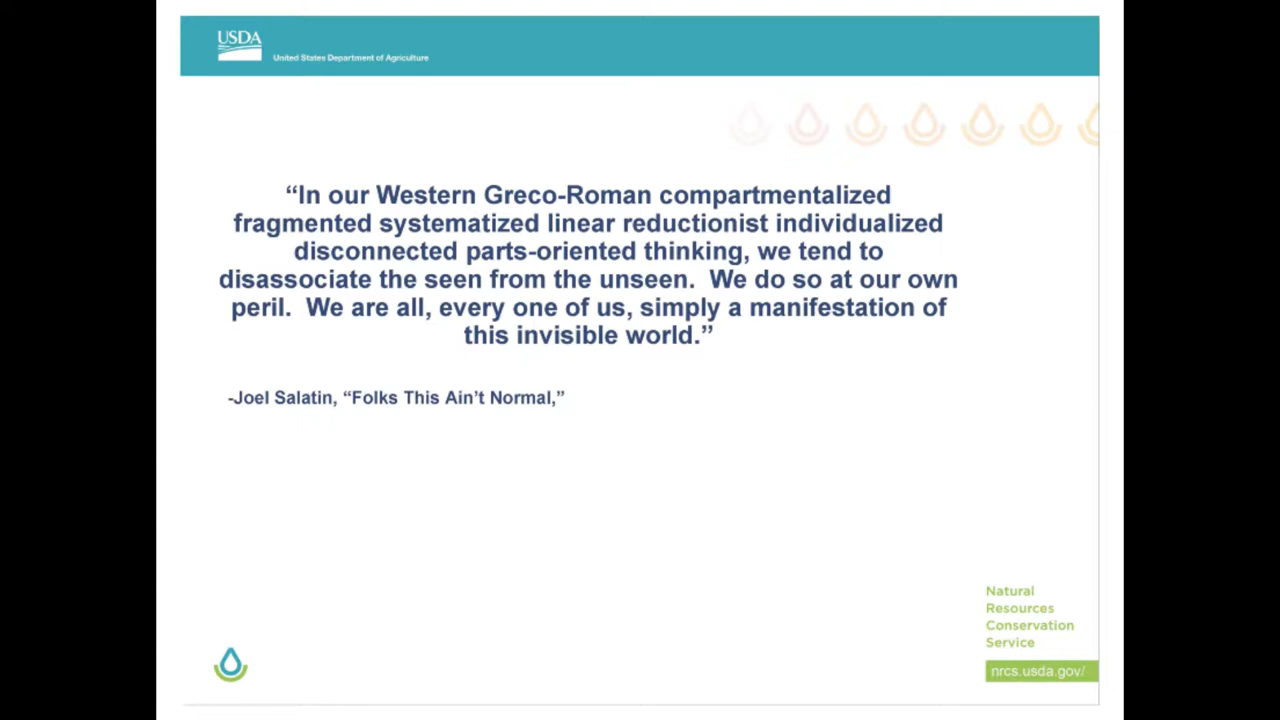 USDA
United States Department of Agriculture
“In our Western Greco-Roman compartmentalized
fragmented systematized linear reductionist individualized
disconnected parts-oriented thinking, we tend to
disassociate the seen from the unseen.  We do so at our own
peril.  We are all, every one of us, simply a manifestation of
this invisible world.”
-Joel Salatin, “Folks This Ain’t Normal,”
Natural
Resources
Conservation
Service
nrcs.usda.gov/